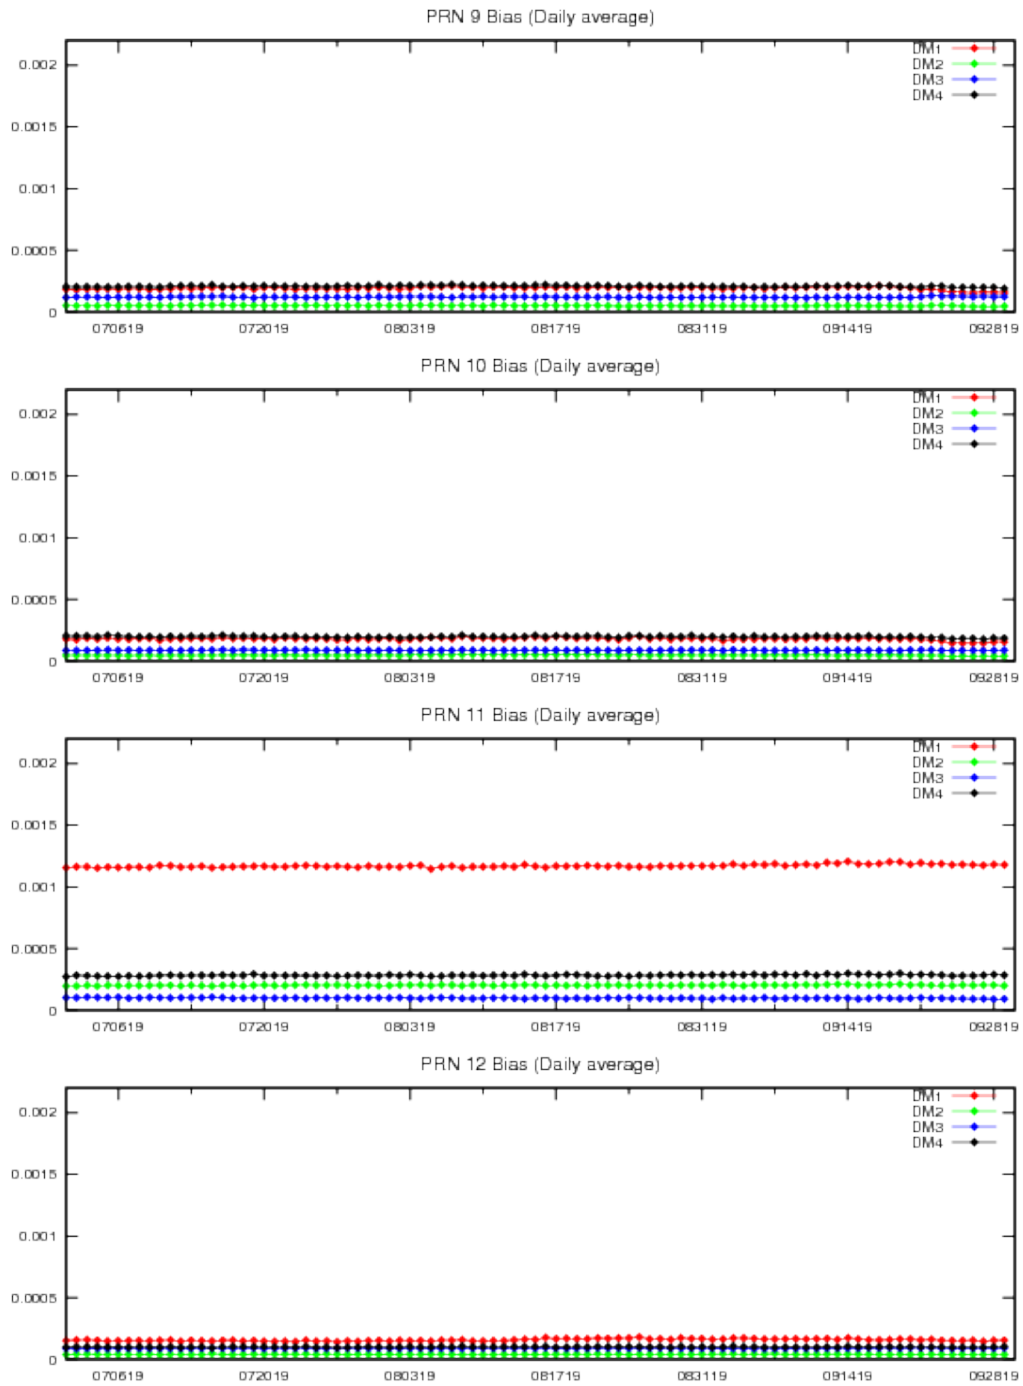 PRN 9 Bias (Daily average)
DM1
0.002
DM2
DM3
DM4
0.0015
0.001
0.0005
0
070619 072019 080319 081719 083119 091419 092819
PRN 10 Bias (Daily average)
DM1
0.002
DM2
DM3
DM4
0.0015
0.001
0.0005
0
070619 072019 080319 081719 083119 091419 092819
PRN 11 Bias (Daily average)
DM1
0.002
DM2
DM3
DM4
0.0015
0.001
0.0005
0
070619 072019 080319 081719 083119 091419 092819
PRN 12 Bias (Daily average)
DM1
0.002
DM2
DM3
DM4
0.0015
0.001
0.0005
0
070619 072019 080319 081719 083119 091419 092819